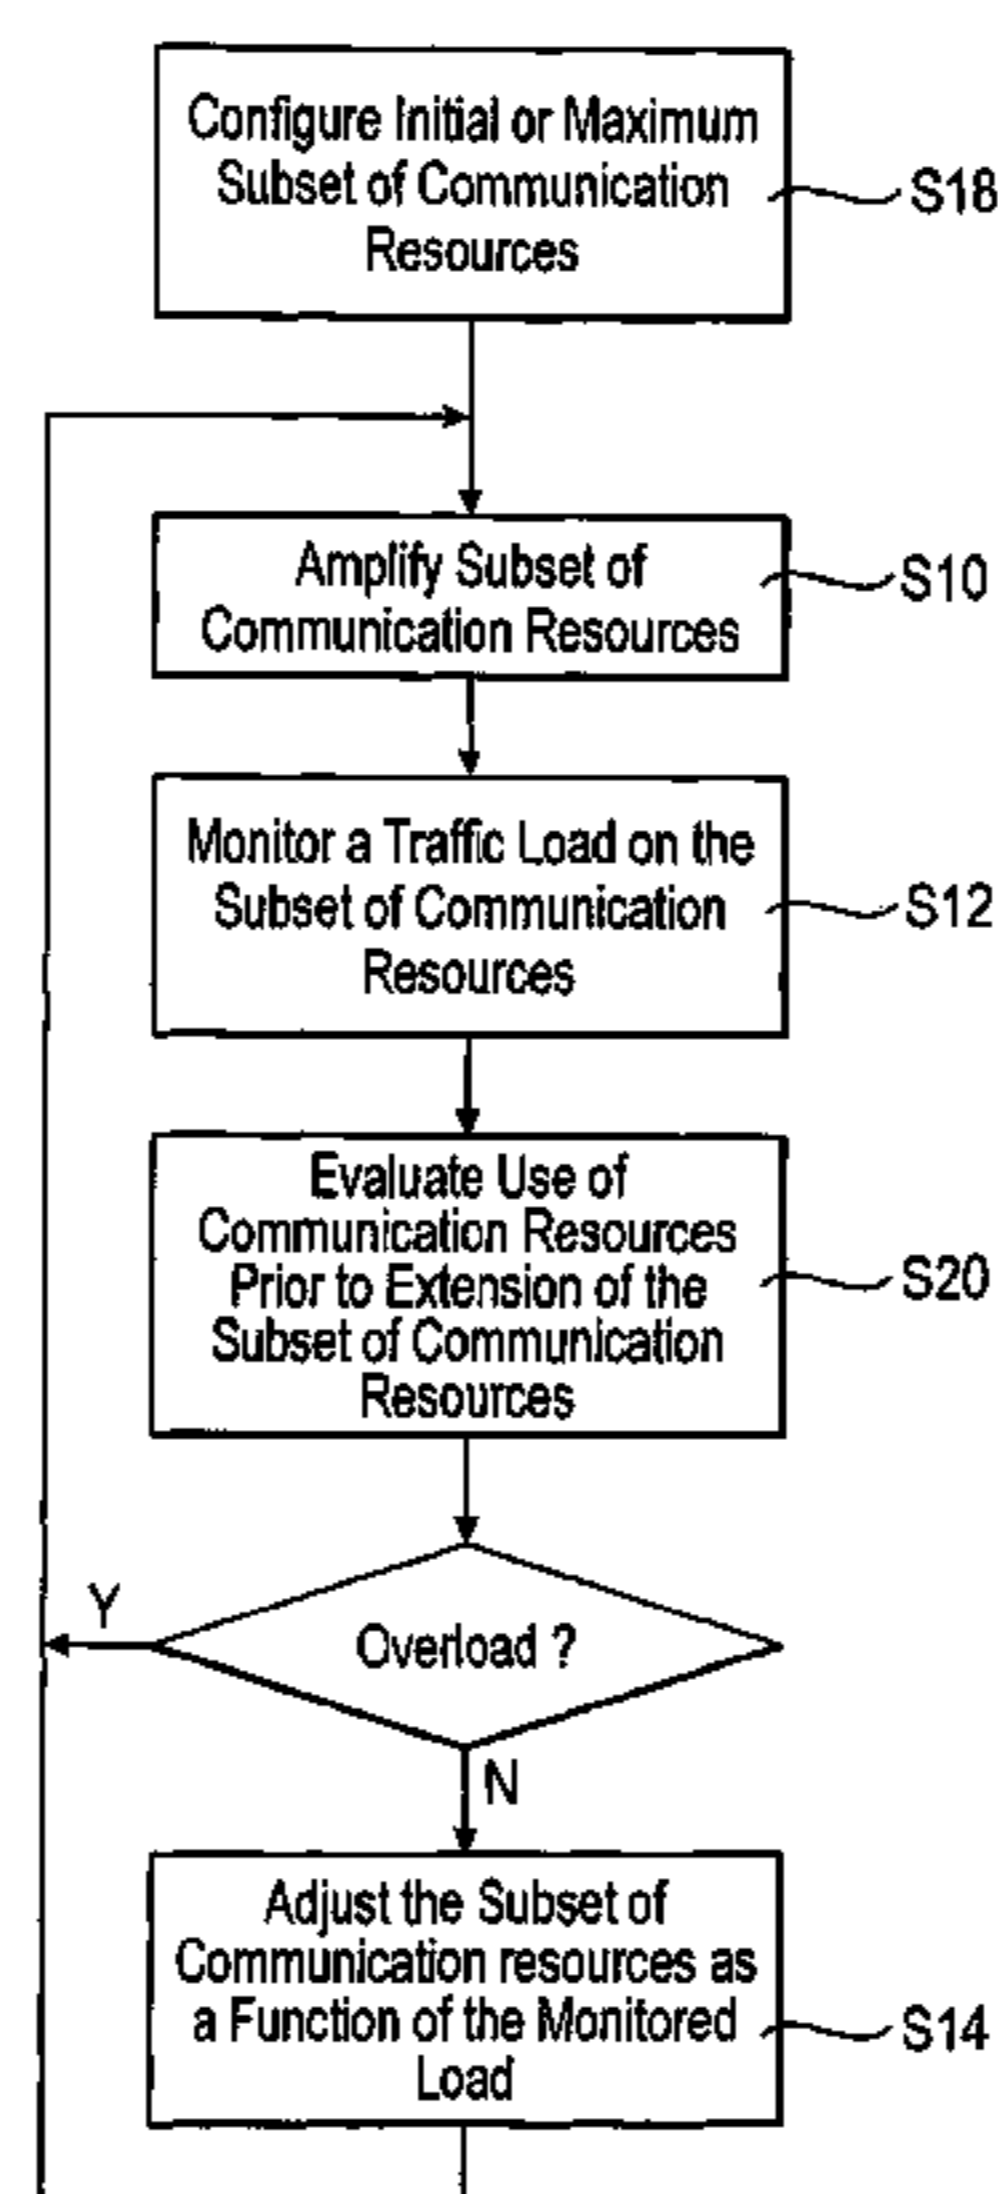 Configure Initial or Maximum
Subset of Communication
Resources
S18
Amplify Subset of
Communication Resources
S10
Monitor a Traffic Load on the
Subset of Communication
Resources
S12
Evaluate Use of
Communication Resources
Prior to Extension of the
Subset of Communication
Resources
S20
Y
Overload ?
N
Adjust the Subset of
Communication resources as
a Function of the Monitored
Load
S14